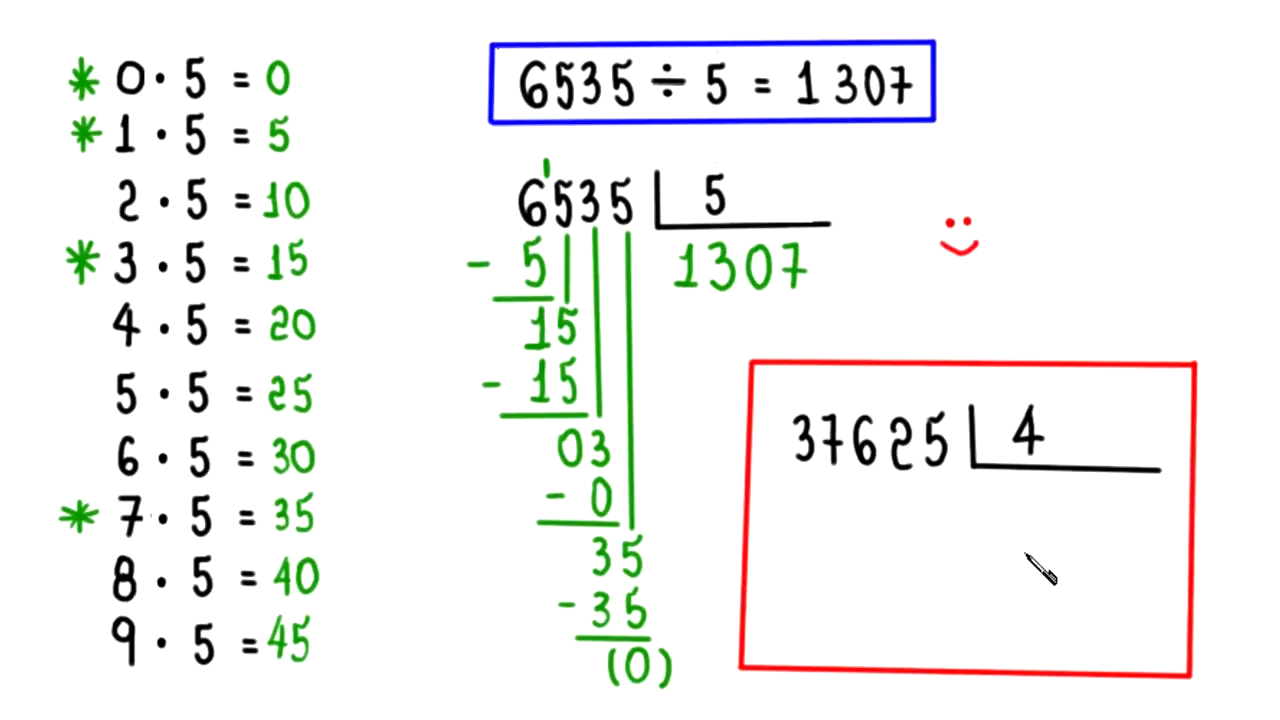 * 0 · 5 = 0
* 1 · 5 = 5
2 · 5 = 10
* 3 · 5 = 15
4 · 5 = 20
5 · 5 = 25
6 · 5 = 30
* 7 · 5 = 35
8 · 5 = 40
9 · 5 = 45
6535 ÷ 5 = 1307
6'535 5
- 5 1307
15
- 15
03
- 0
35
- 35
(0)
37625 4